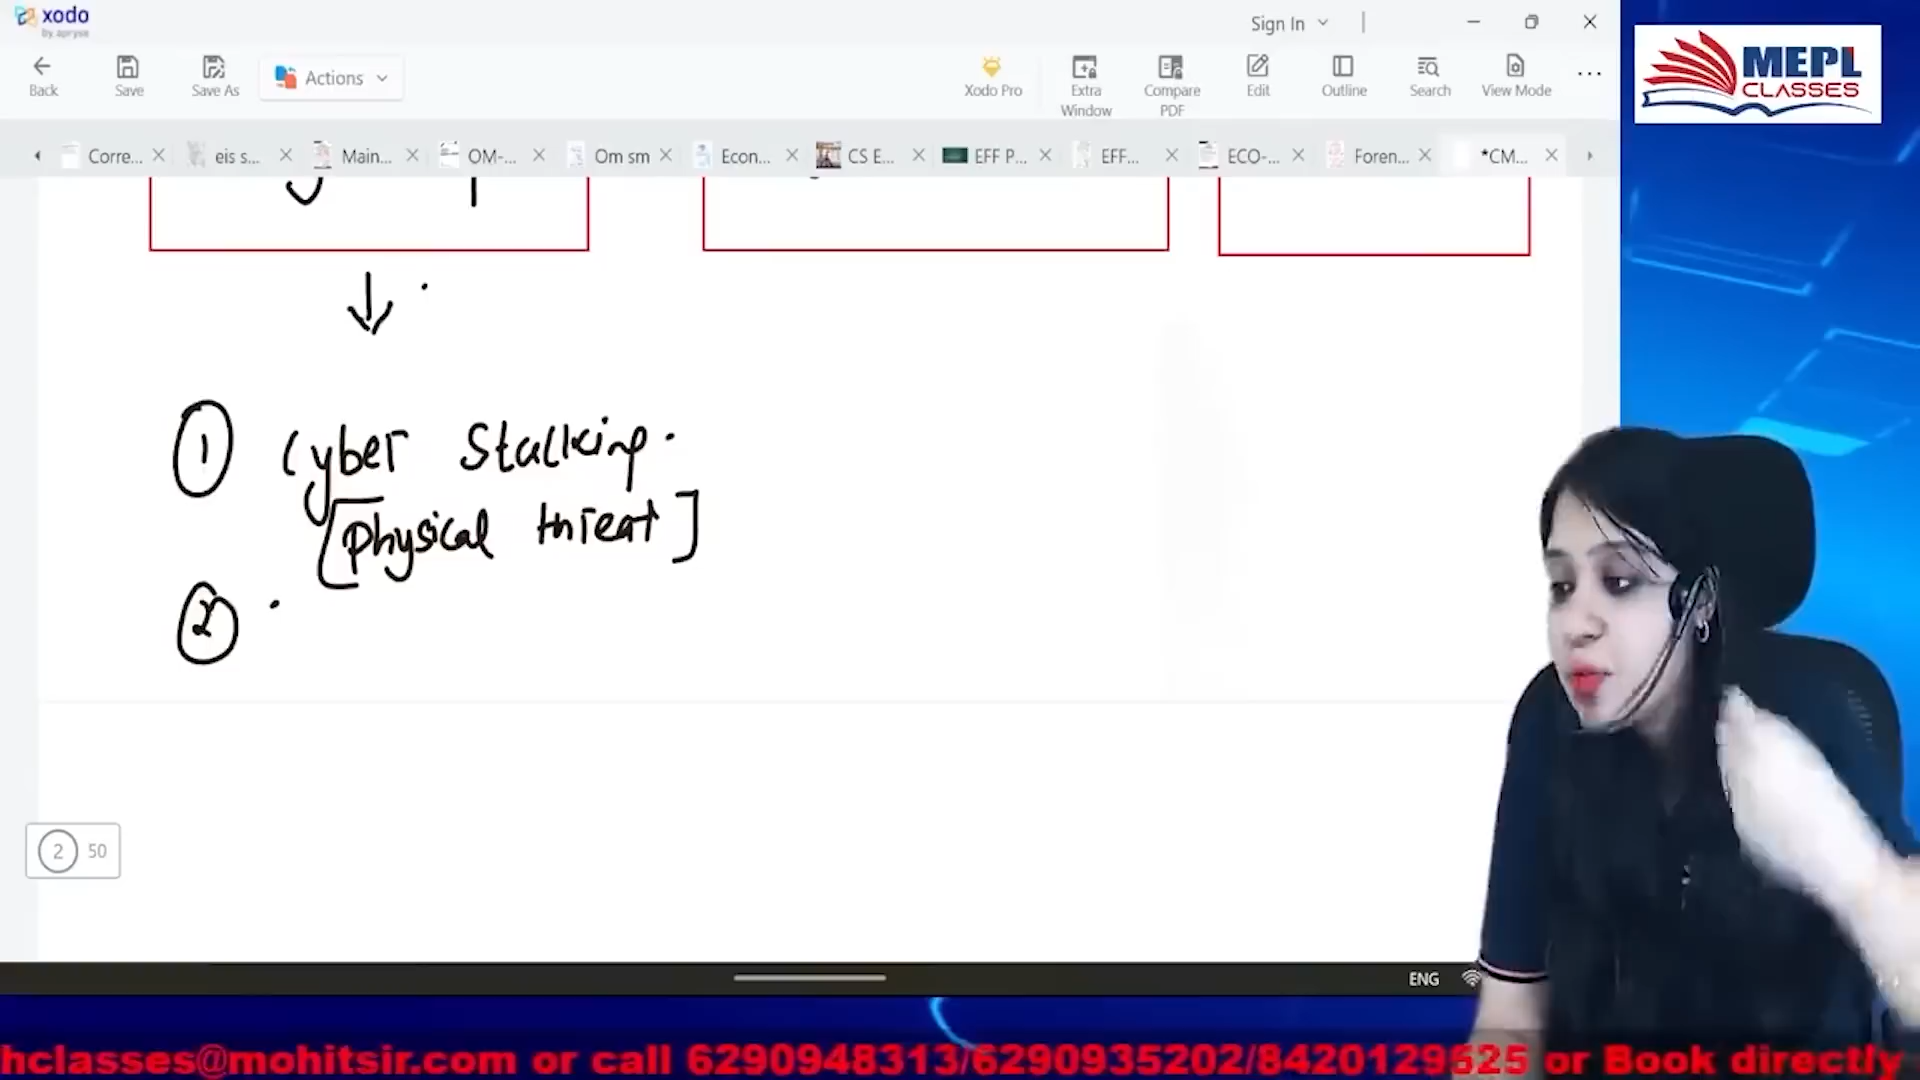 xodo
by apryse
Sign In
Back
Save
Save As
Actions
Xodo Pro
Extra Window
Compare PDF
Edit
Outline
Search
View Mode
Corre...
eis s...
Main...
OM-...
Om sm
Econ...
CS E...
EFF P...
EFF...
ECO-...
Foren...
*CM...
MEPL
CLASSES
1 Cyber Stalking.
[Physical threat]
2
2 50
ENG
hclasses@mohitsir.com or call 6290948313/6290935202/8420129625 or Book directly